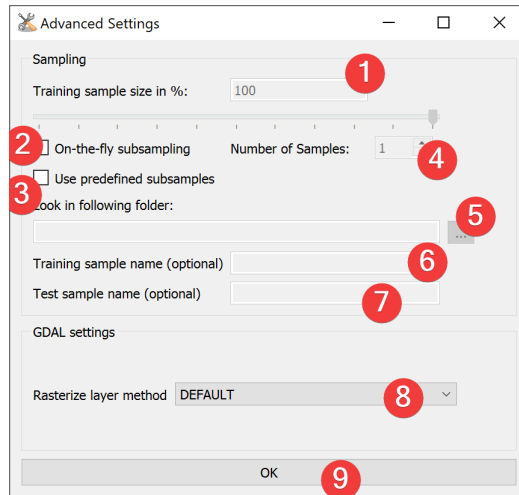 Advanced Settings
Sampling
1
Training sample size in %: 100
2 On-the-fly subsampling Number of Samples: 1 4
3 Use predefined subsamples
Look in following folder:
... 5
Training sample name (optional) 6
Test sample name (optional) 7
GDAL settings
Rasterize layer method DEFAULT 8
OK 9